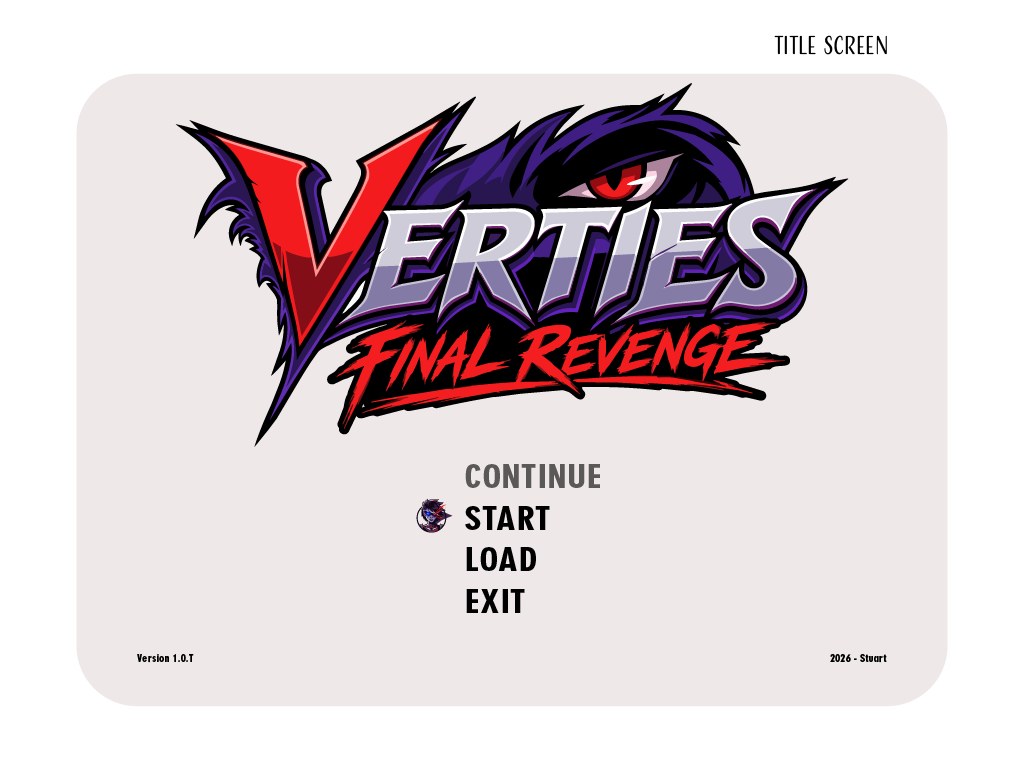 TITLE SCREEN
VERTIES
FINAL REVENGE
CONTINUE
START
LOAD
EXIT
Version 1.0.T
2026 - Stuart